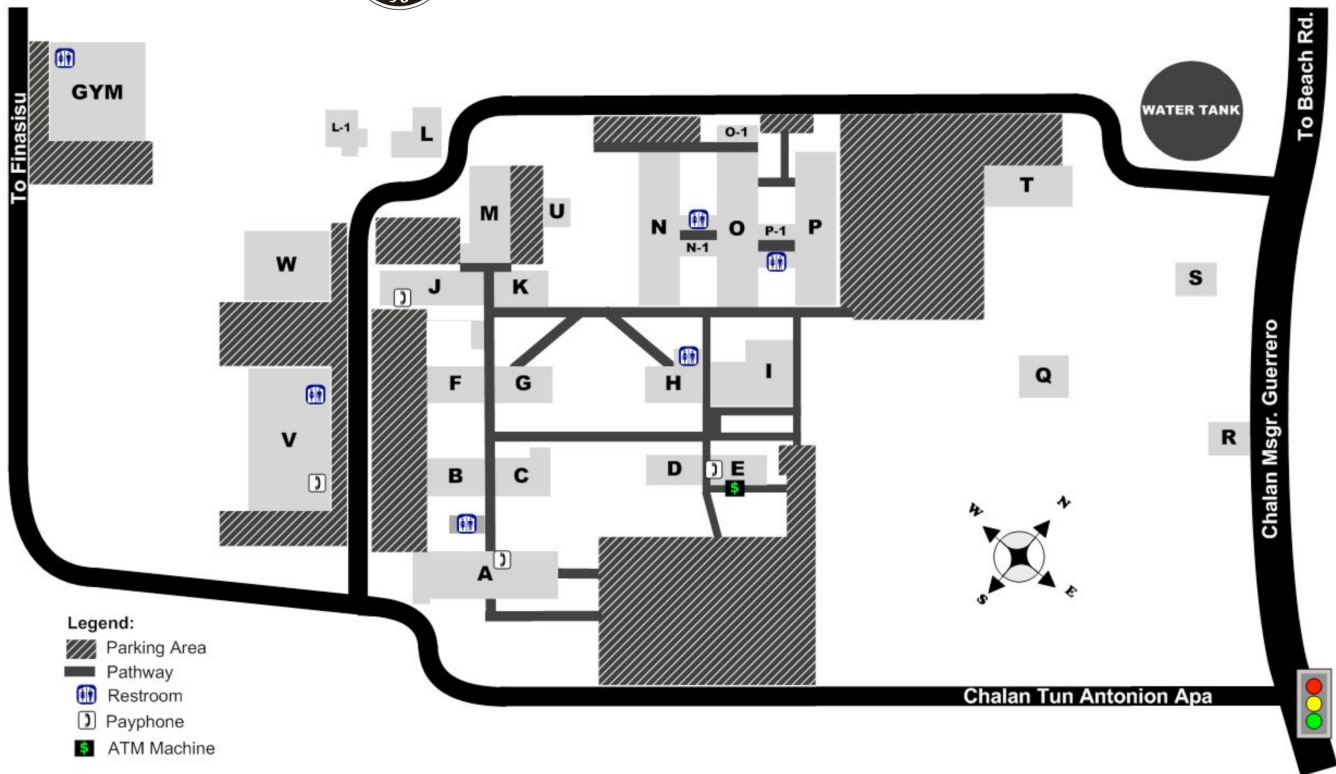 To Beach Rd.
GYM
WATER TANK
To Finasisu
L-1
L
O-1
T
M
U
N
O
P
P-1
N-1
W
J
K
S
F
G
H
I
Q
V
R
Chalan Msgr. Guerrero
B
C
D
E
$
W
N
A
S
E
Legend:
Parking Area
Pathway
Restroom
Payphone
$ ATM Machine
Chalan Tun Antonion Apa